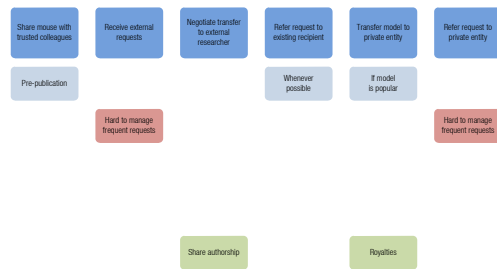 Share mouse with
trusted colleagues
Receive external
requests
Negotiate transfer
to external
researcher
Refer request to
existing recipient
Transfer model to
private entity
Refer request to
private entity
Pre-publication
Whenever
possible
If model
is popular
Hard to manage
frequent requests
Hard to manage
frequent requests
Share authorship
Royalties